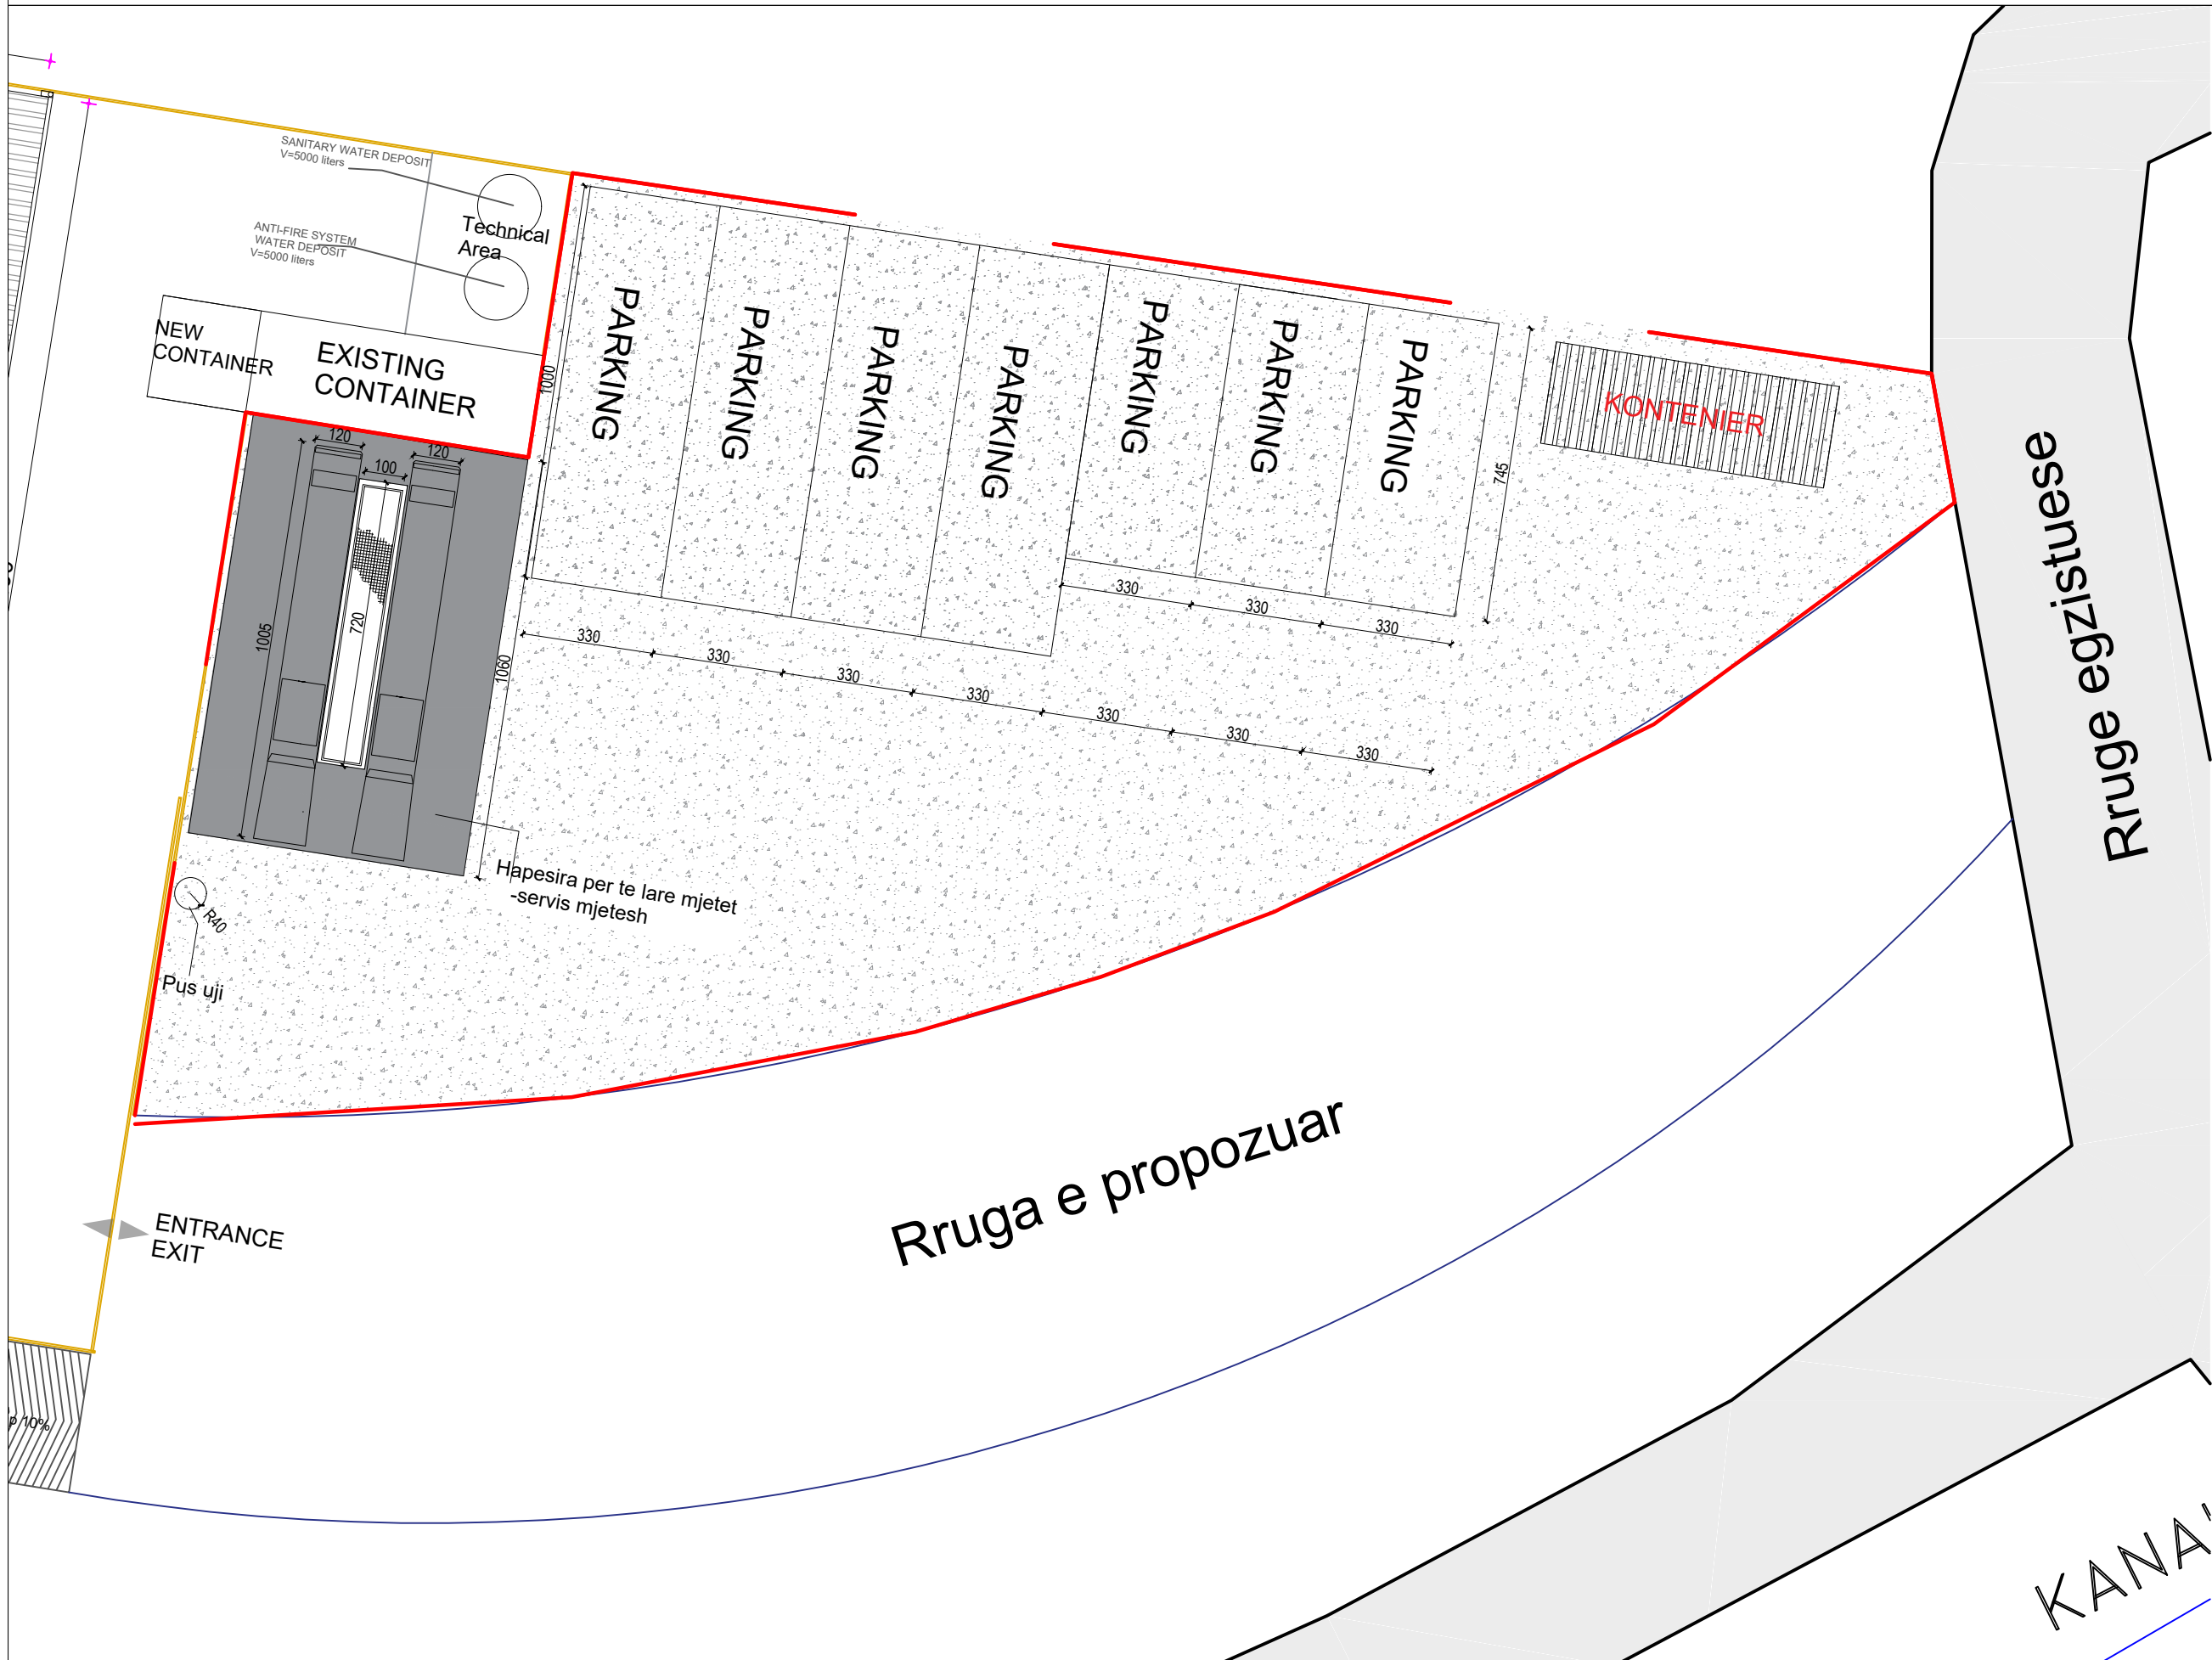 SANITARY WATER DEPOSIT
V=5000 liters
ANTI-FIRE SYSTEM
WATER DEPOSIT
V=5000 liters
Technical
Area
NEW
CONTAINER
EXISTING
CONTAINER
1000
PARKING
PARKING
PARKING
PARKING
PARKING
PARKING
PARKING
745
KONTENIER
Rruge egzistuese
120
100
120
1005
720
1060
330
330
330
330
330
330
330
330
330
330
Hapesira per te lare mjetet
-servis mjetesh
R40
Pus uji
ENTRANCE
EXIT
Rruga e propozuar
10%